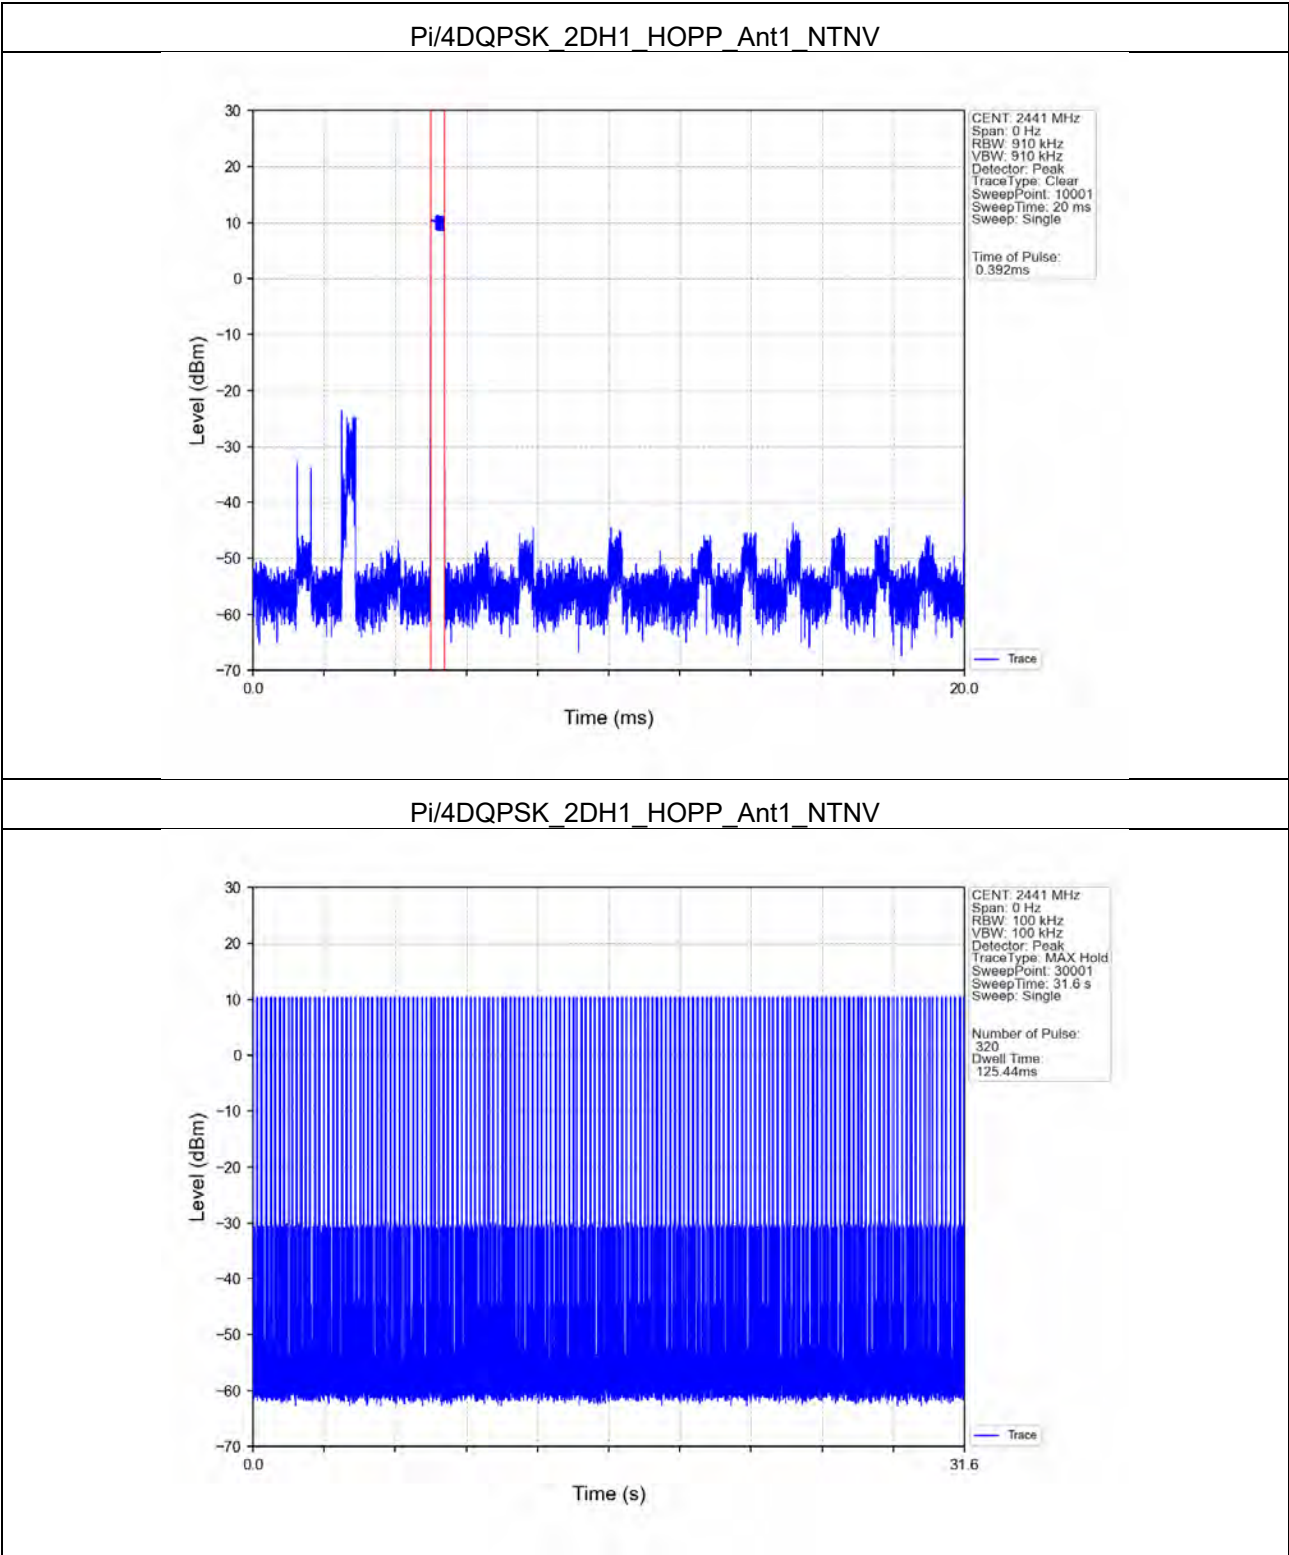 Pi/4DQPSK_2DH1_HOPP_Ant1_NTNV
30
20
10
0
−10
−20
−30
−40
−50
−60
−70
Level (dBm)
0.0
20.0
Time (ms)
CENT: 2441 MHz
Span: 0 Hz
RBW: 910 kHz
VBW: 910 kHz
Detector: Peak
TraceType: Clear
SweepPoint: 10001
SweepTime: 20 ms
Sweep: Single
Time of Pulse:
0.392ms
Trace
Pi/4DQPSK_2DH1_HOPP_Ant1_NTNV
30
20
10
0
−10
−20
−30
−40
−50
−60
−70
Level (dBm)
0.0
31.6
Time (s)
CENT: 2441 MHz
Span: 0 Hz
RBW: 100 kHz
VBW: 100 kHz
Detector: Peak
TraceType: MAX Hold
SweepPoint: 30001
SweepTime: 31.6 s
Sweep: Single
Number of Pulse:
320
Dwell Time:
125.44ms
Trace